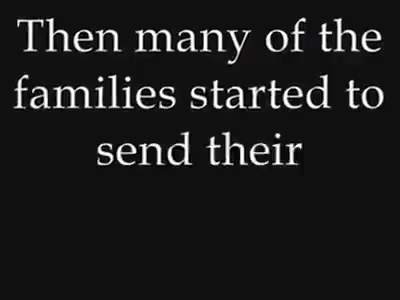 Then many of the
families started to
send their